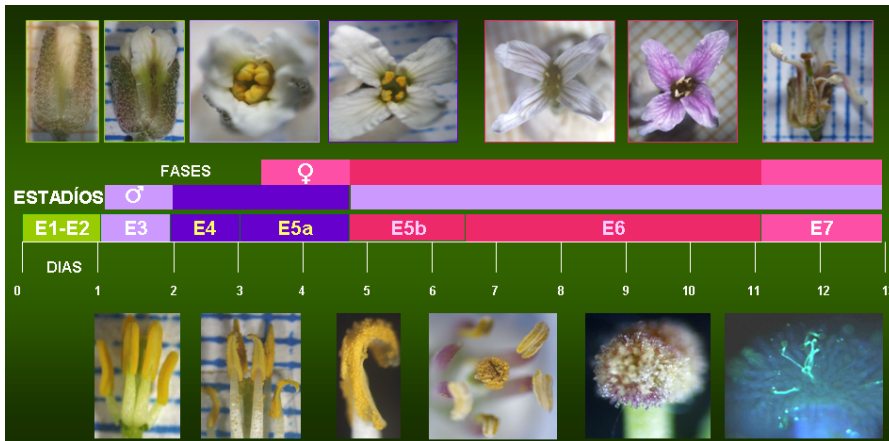 FASES ♀
ESTADÍOS ♂
E1-E2 E3 E4 E5a E5b E6 E7
DIAS
0 1 2 3 4 5 6 7 8 9 10 11 12